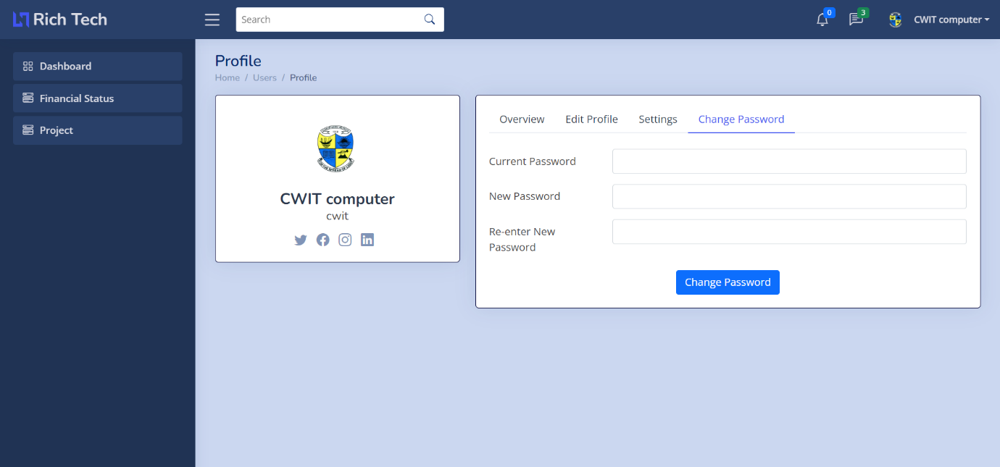 Rich Tech
Search
0
3
CWIT computer
Dashboard
Financial Status
Project
Profile
Home / Users / Profile
CWIT computer
cwit
Overview
Edit Profile
Settings
Change Password
Current Password
New Password
Re-enter New
Password
Change Password